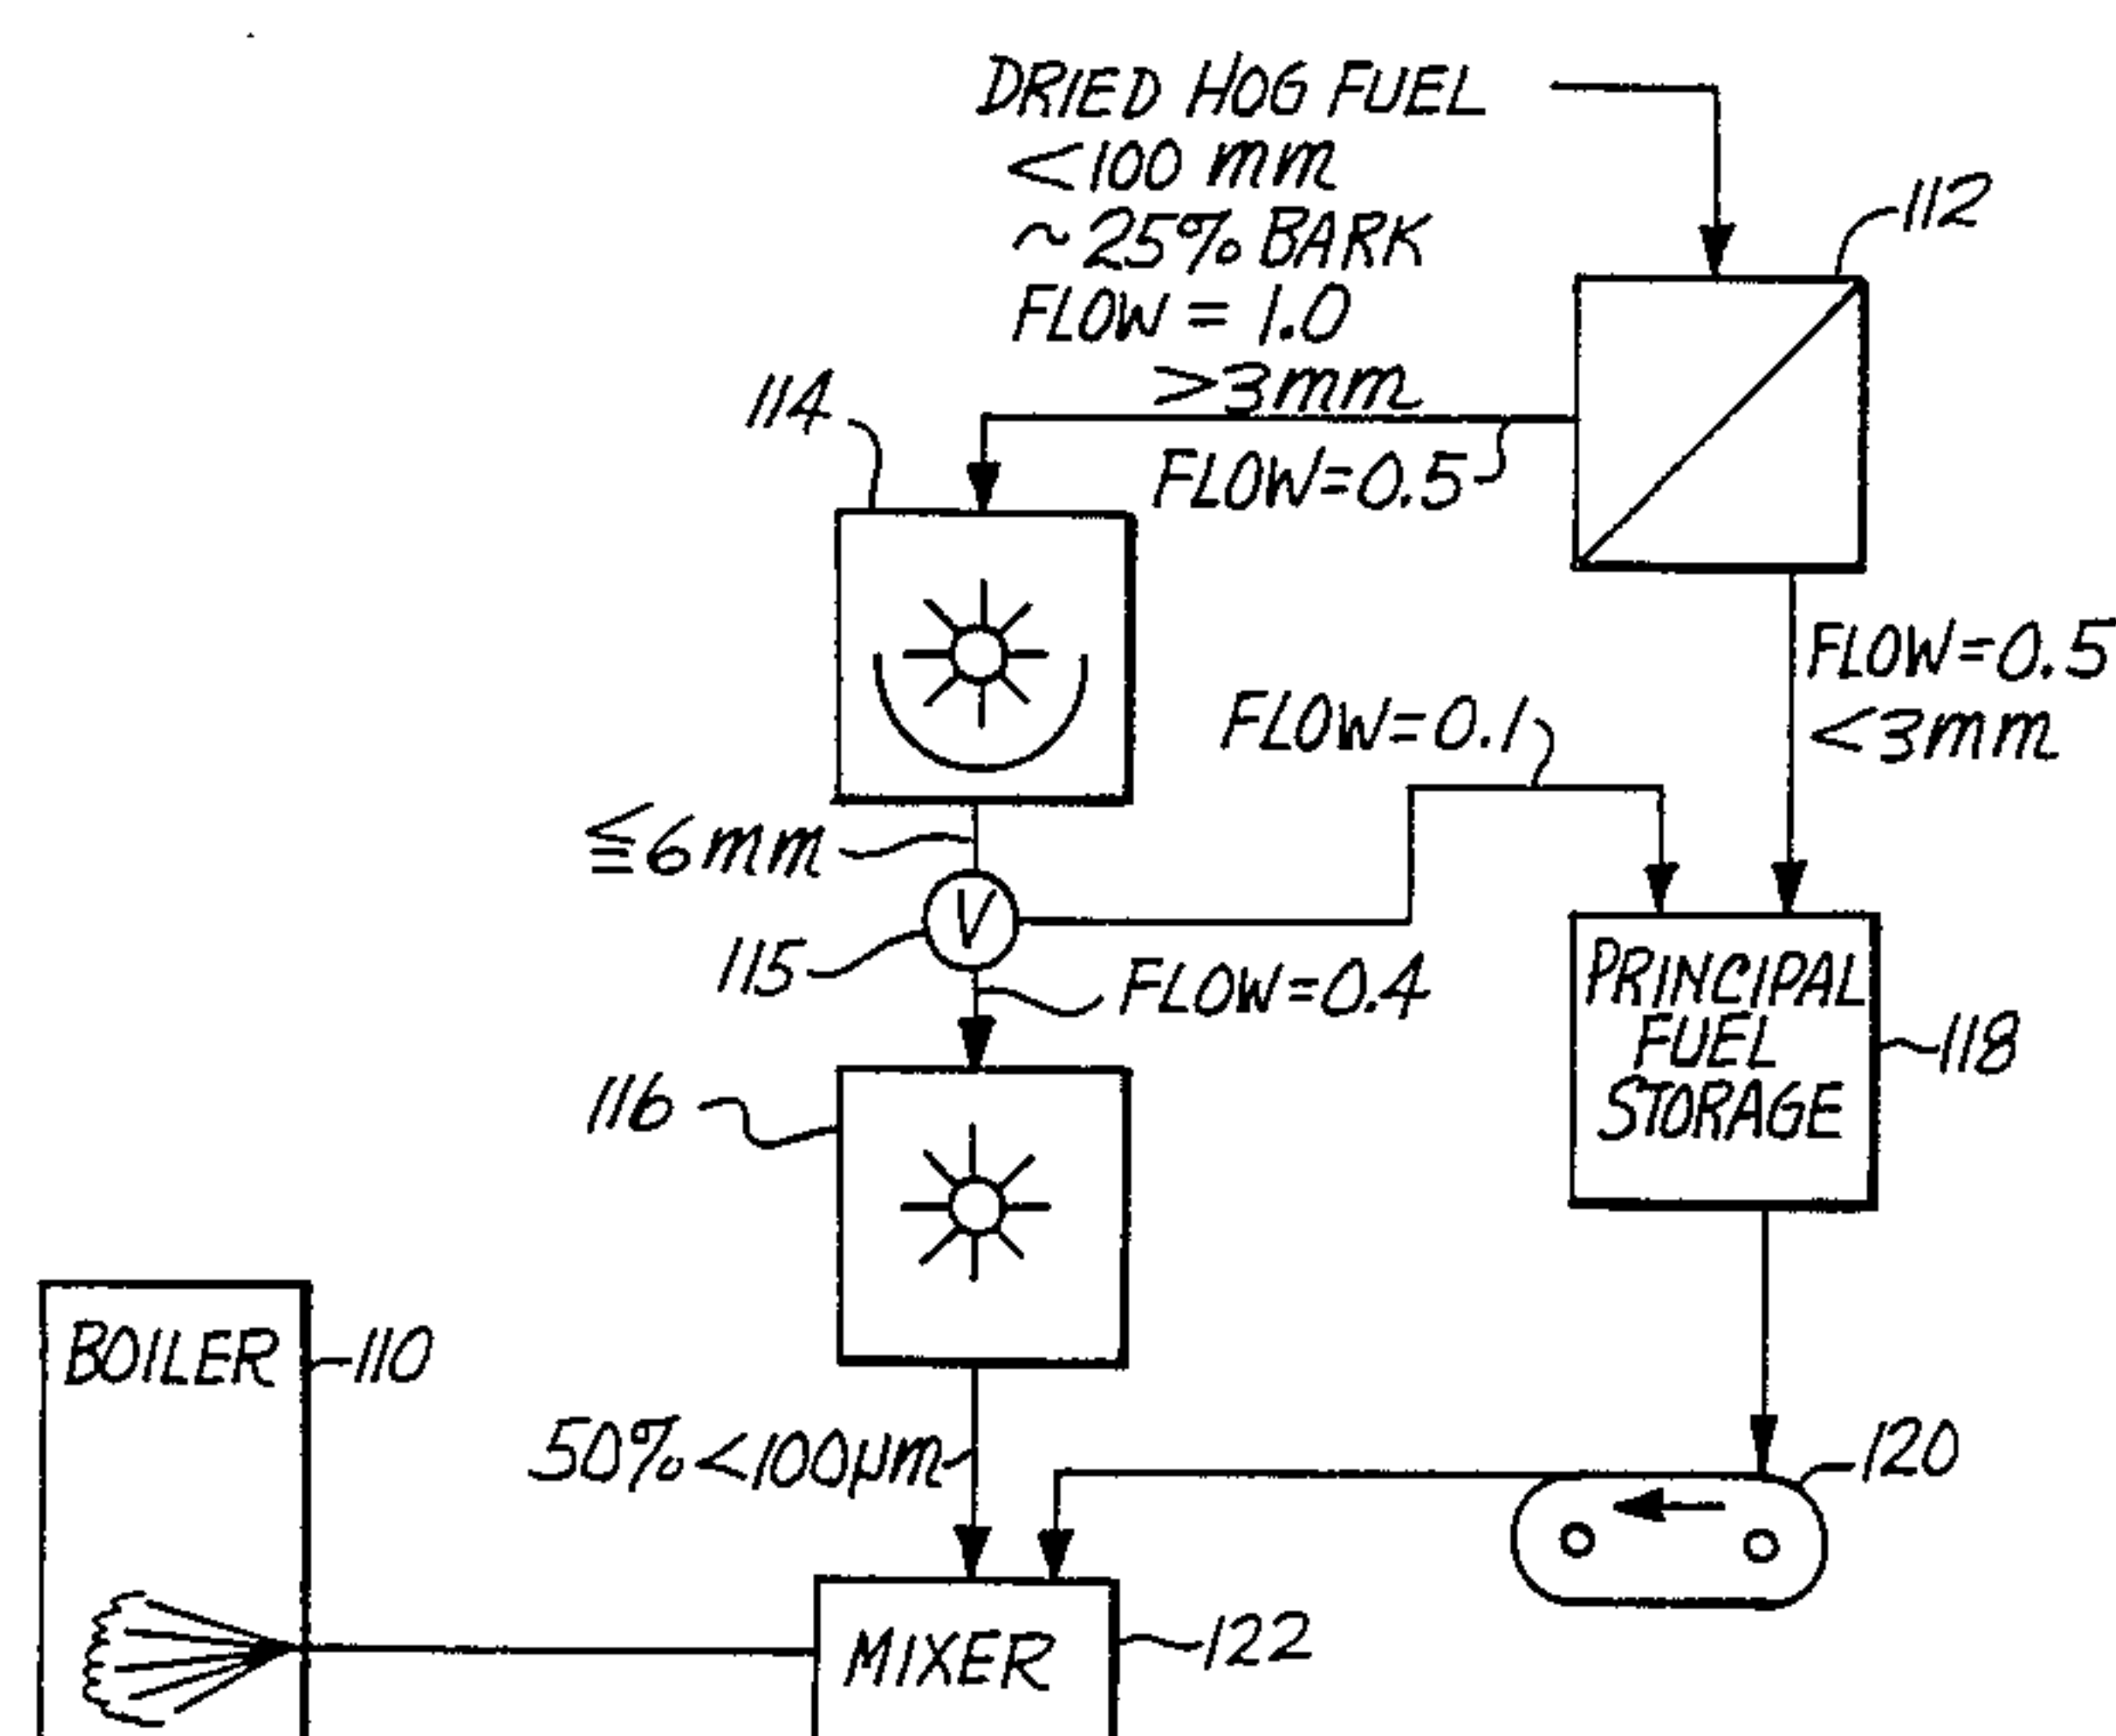 DRIED HOG FUEL
<100 mm
~25% BARK
FLOW = 1.0
>3mm
112
114
FLOW=0.5
FLOW=0.5
<3mm
FLOW=0.1
≦6mm
V
115
FLOW=0.4
PRINCIPAL
FUEL
STORAGE
118
116
BOILER
110
50%<100μm
120
MIXER
122